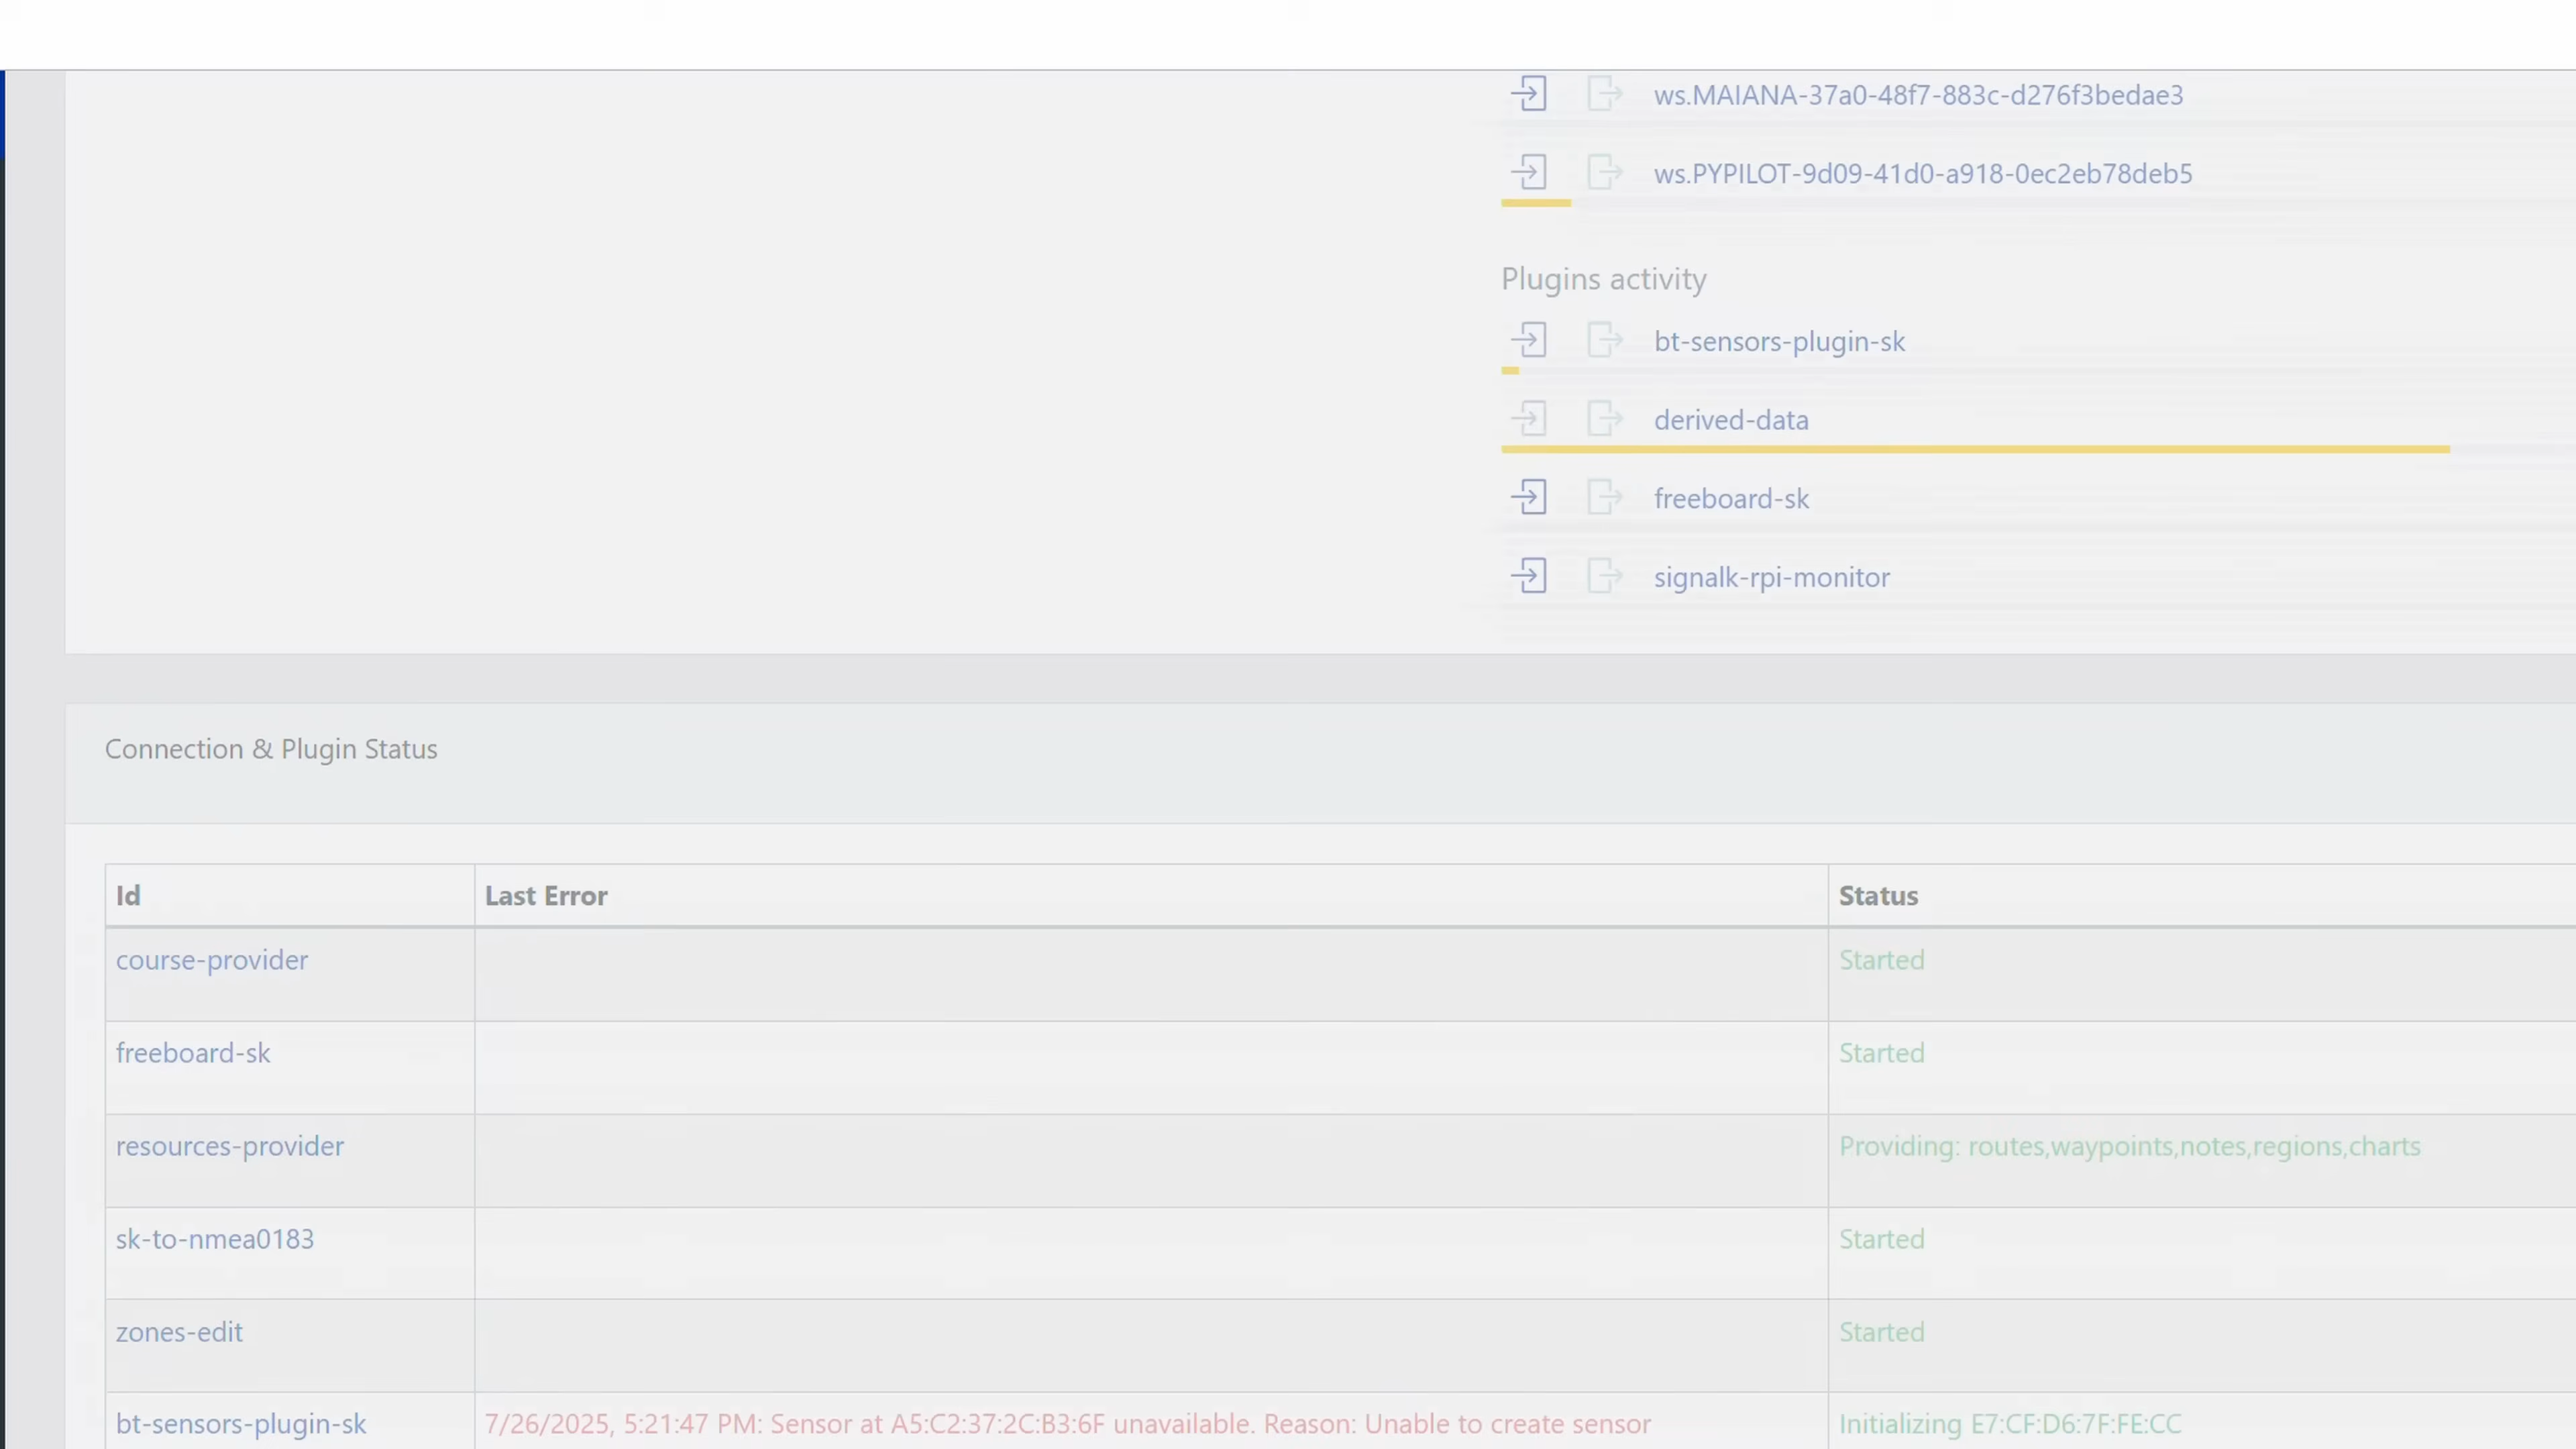 ws.MAIANA-37a0-48f7-883c-d276f3bedae3
ws.PYPILOT-9d09-41d0-a918-0ec2eb78deb5
Plugins activity
bt-sensors-plugin-sk
derived-data
freeboard-sk
signalk-rpi-monitor
Connection & Plugin Status
Id Last Error Status
course-provider Started
freeboard-sk Started
resources-provider Providing: routes,waypoints,notes,regions,charts
sk-to-nmea0183 Started
zones-edit Started
bt-sensors-plugin-sk 7/26/2025, 5:21:47 PM: Sensor at A5:C2:37:2C:B3:6F unavailable. Reason: Unable to create sensor Initializing E7:CF:D6:7F:FE:CC